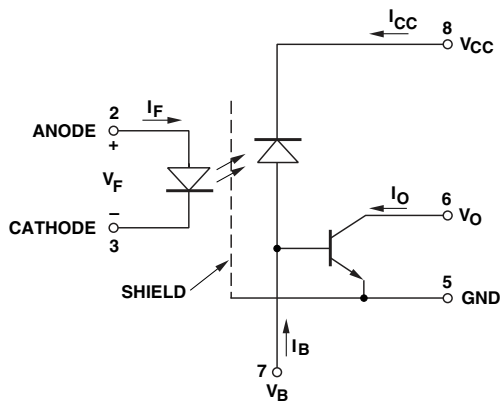 I_CC
8
V_CC
2
I_F
ANODE
+
V_F
I_O
6
V_O
–
CATHODE
3
5
GND
SHIELD
I_B
7
V_B